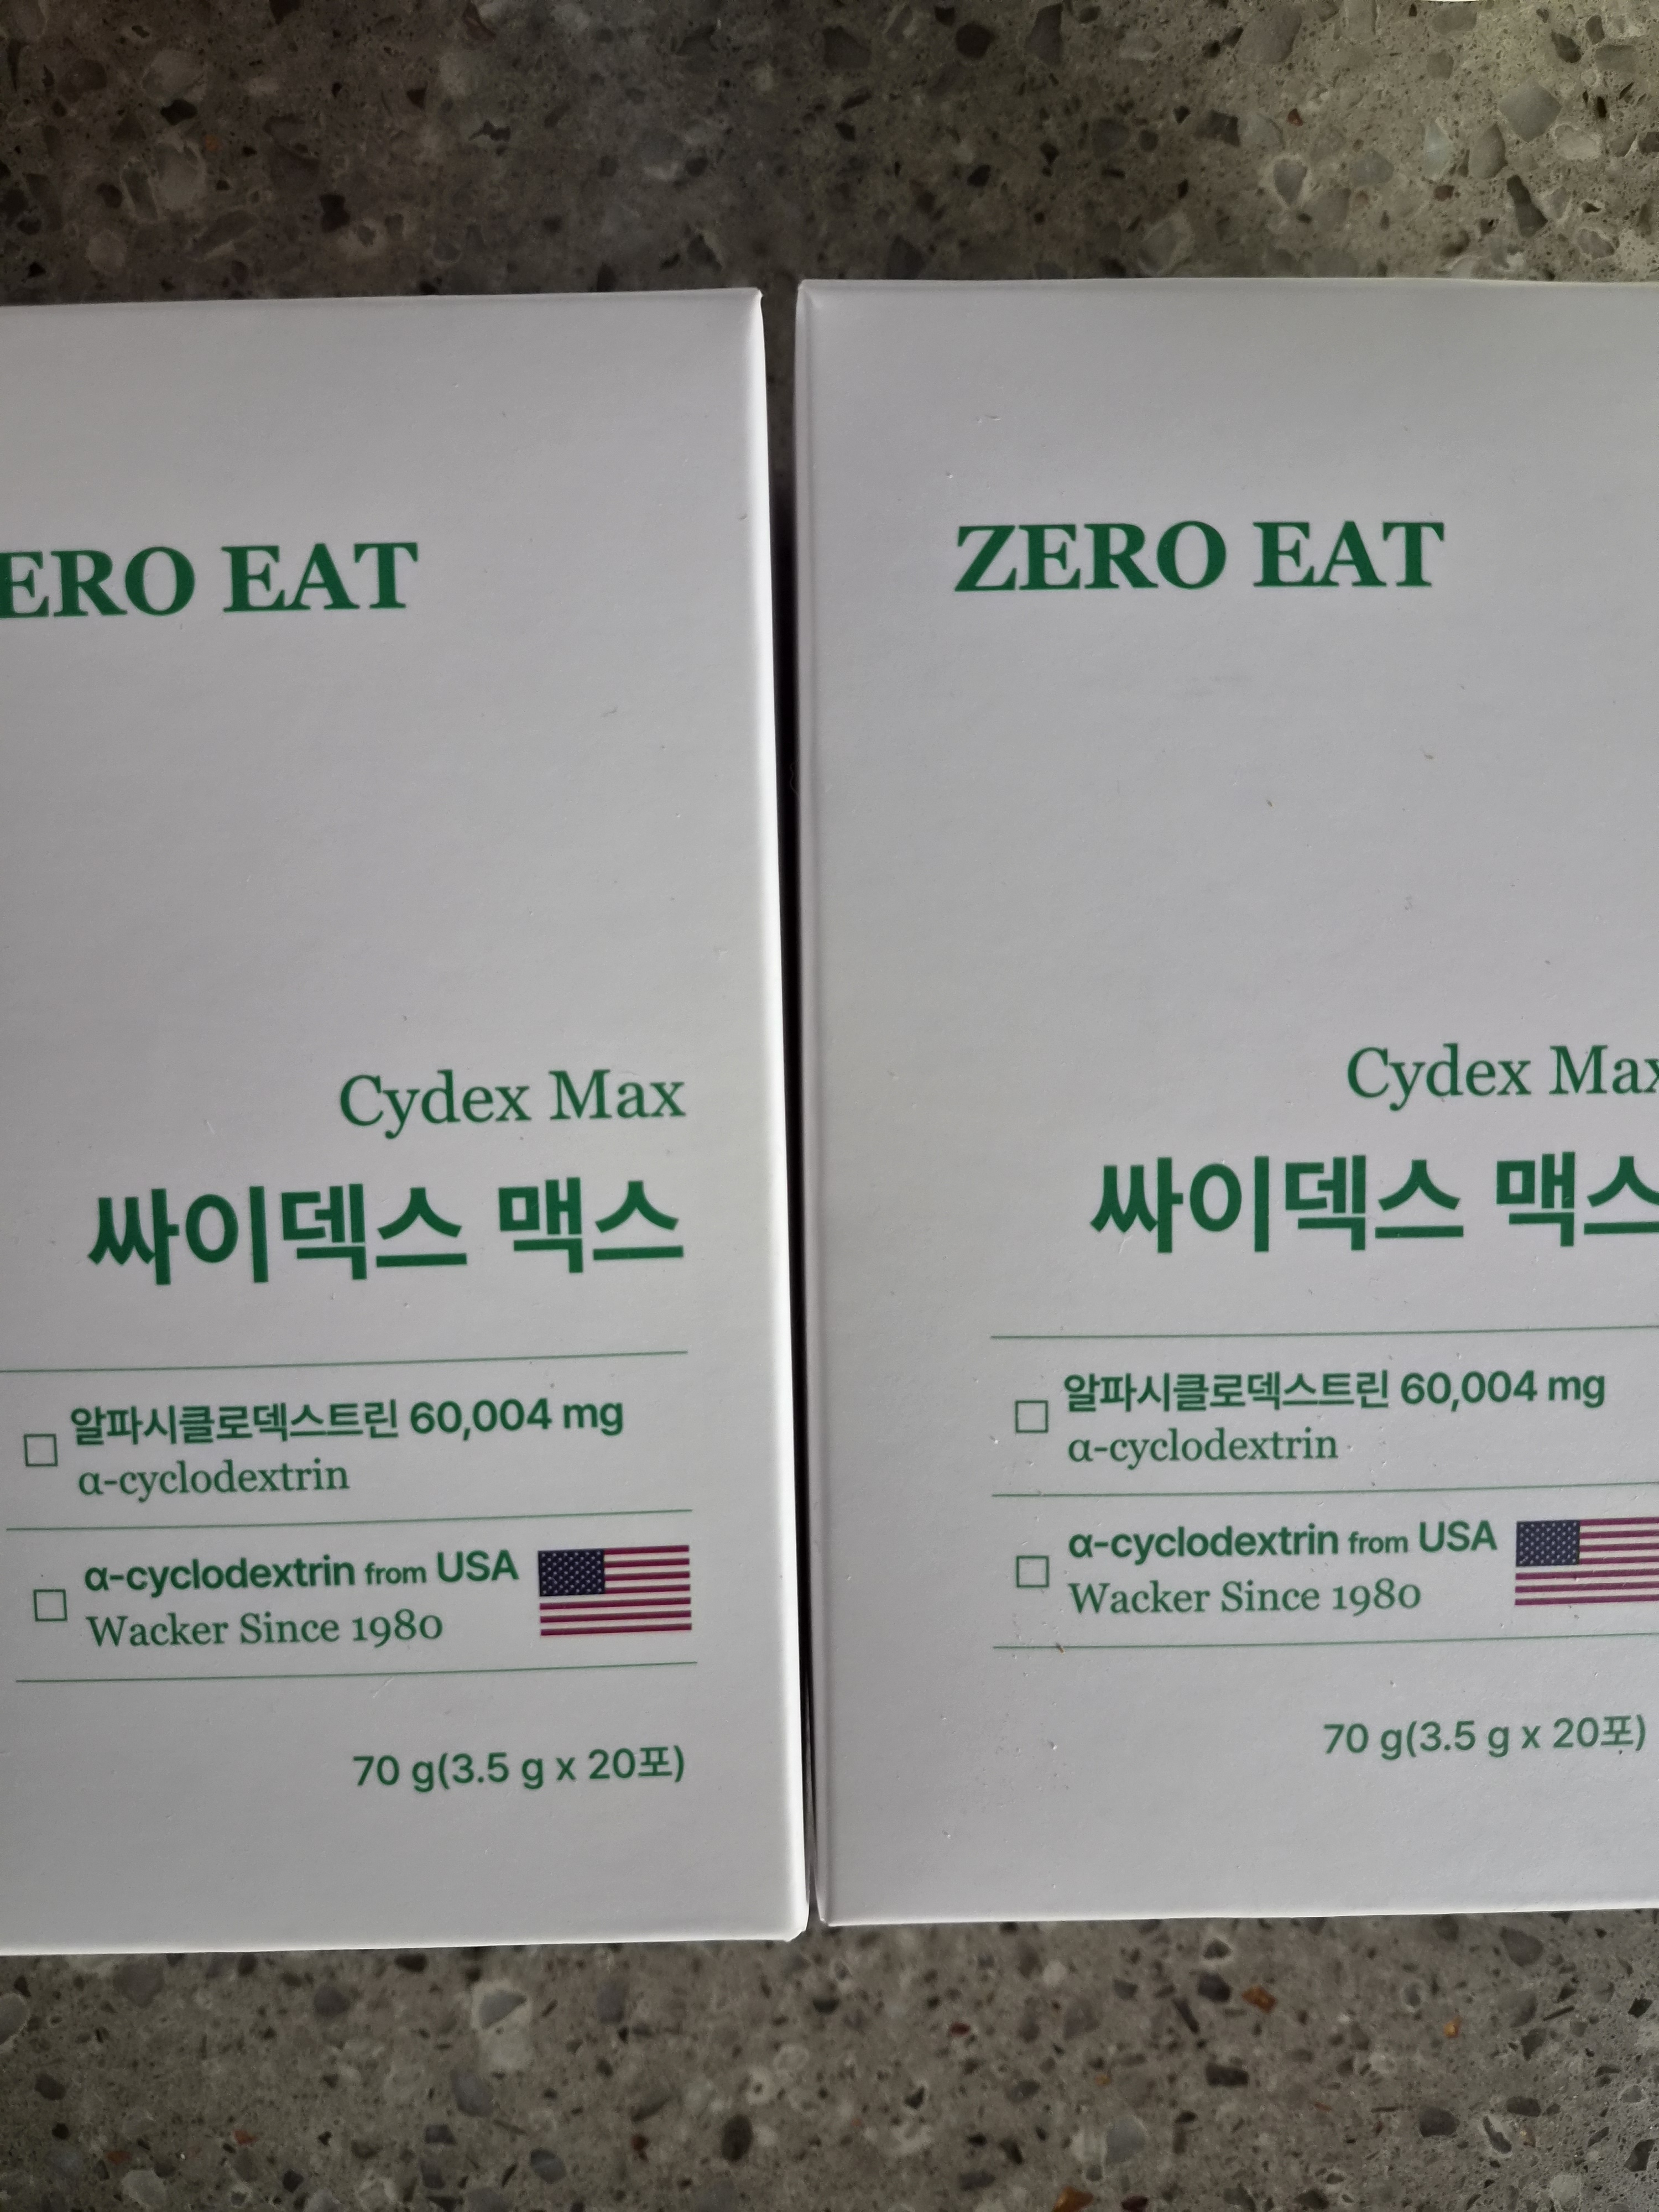 ERO EAT
Cydex Max
싸이덱스 맥스
알파시클로덱스트린 60,004 mg
α-cyclodextrin
α-cyclodextrin from USA
Wacker Since 1980
70 g(3.5 g x 20포)
ZERO EAT
Cydex Max
싸이덱스 맥스
알파시클로덱스트린 60,004 mg
α-cyclodextrin
α-cyclodextrin from USA
Wacker Since 1980
70 g(3.5 g x 20포)